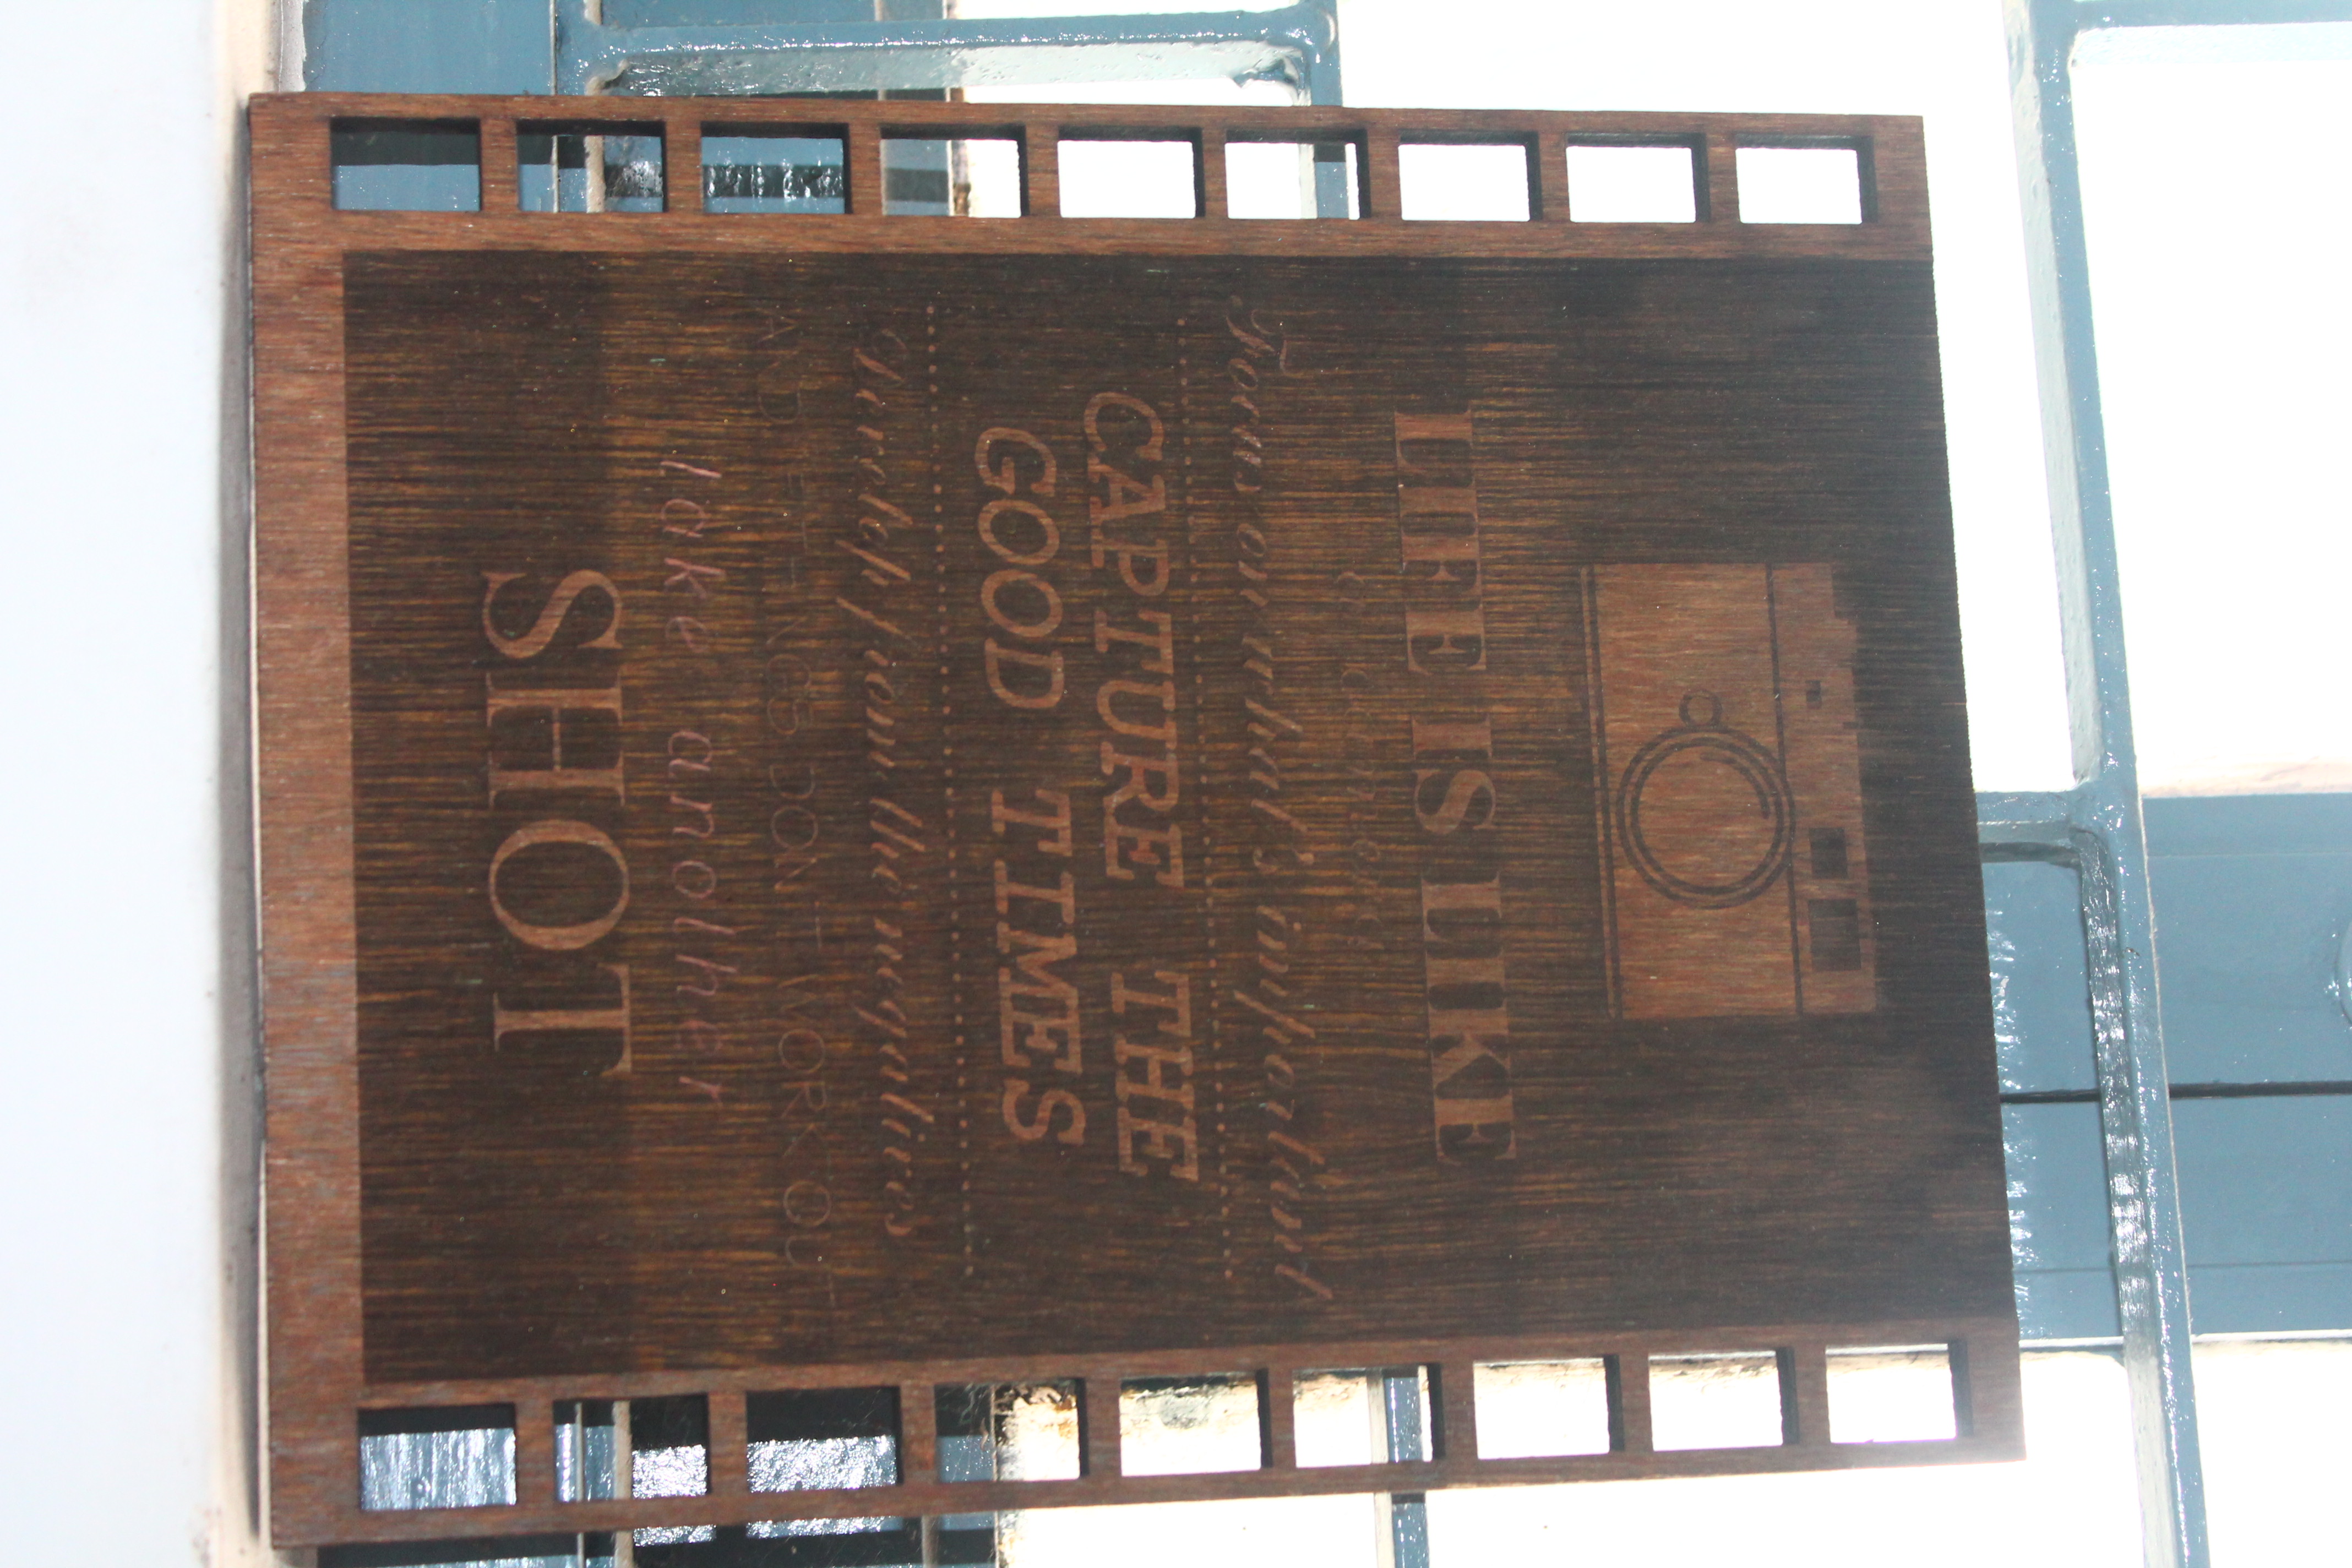 LIFE IS LIKE
a camera
Focus on what's important
CAPTURE THE
GOOD TIMES
Develop from the negatives
AND IF THINGS DON'T WORK OUT
Take another
SHOT